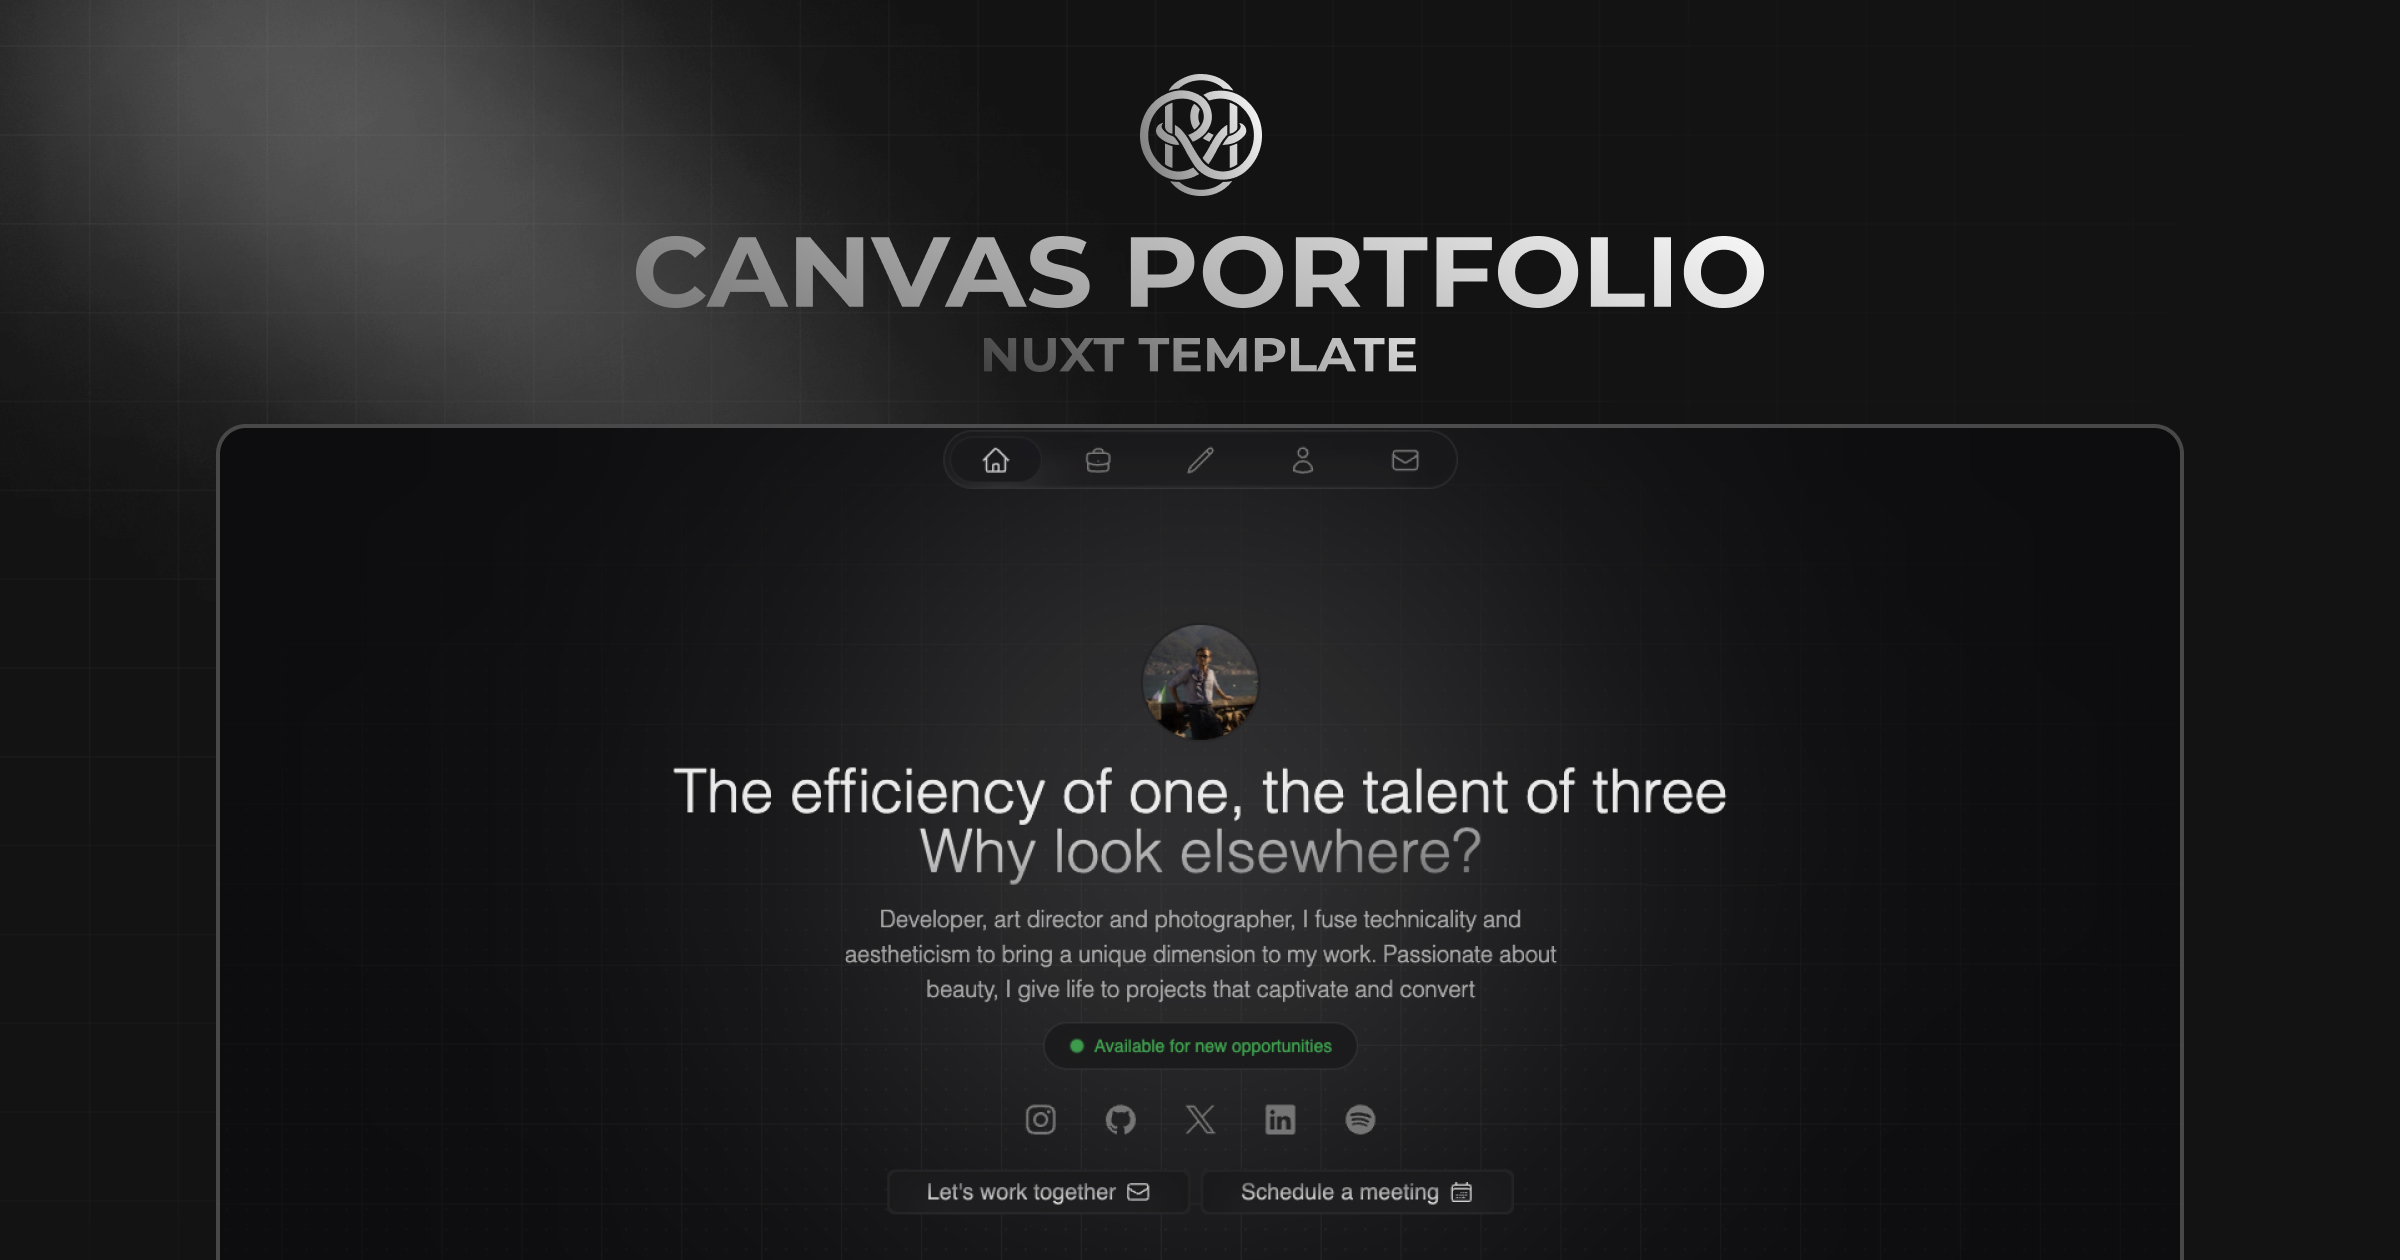 CANVAS PORTFOLIO
NUXT TEMPLATE
The efficiency of one, the talent of three
Why look elsewhere?
Developer, art director and photographer, I fuse technicality and
aestheticism to bring a unique dimension to my work. Passionate about
beauty, I give life to projects that captivate and convert
Available for new opportunities
Let's work together
Schedule a meeting